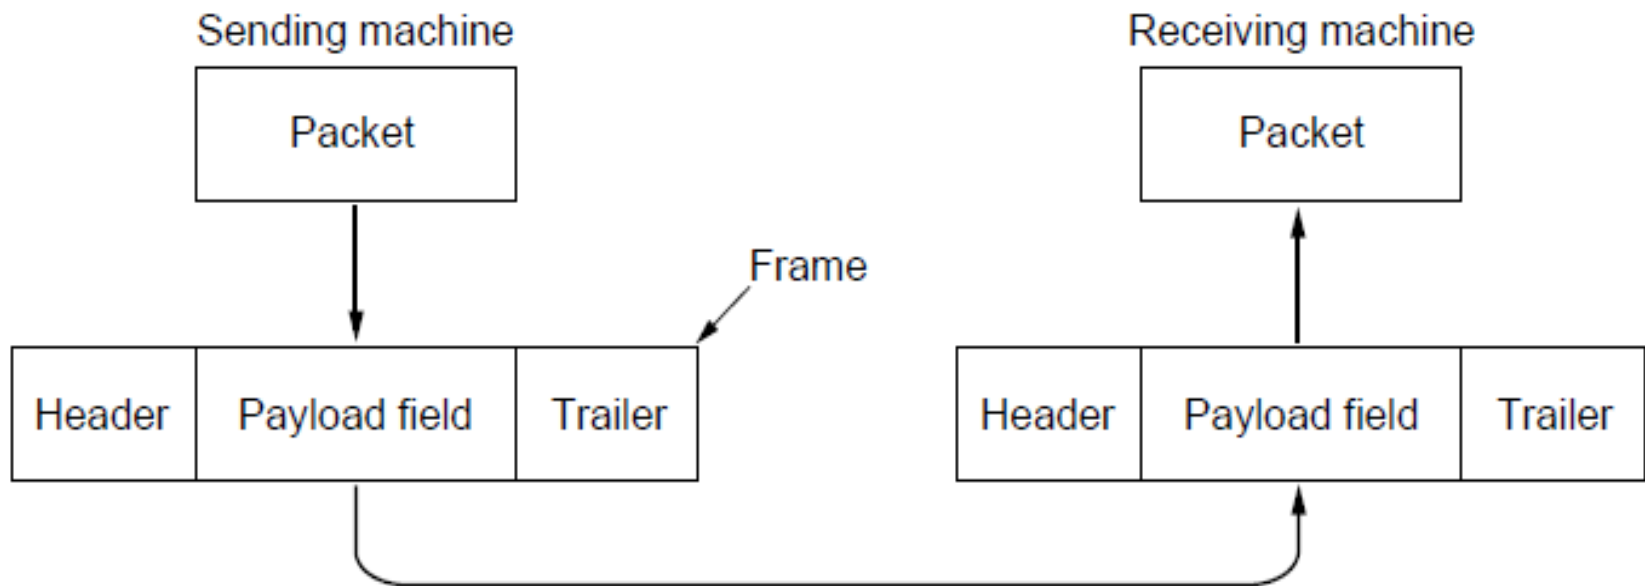 Sending machine
Receiving machine
Packet
Packet
Frame
Header
Payload field
Trailer
Header
Payload field
Trailer